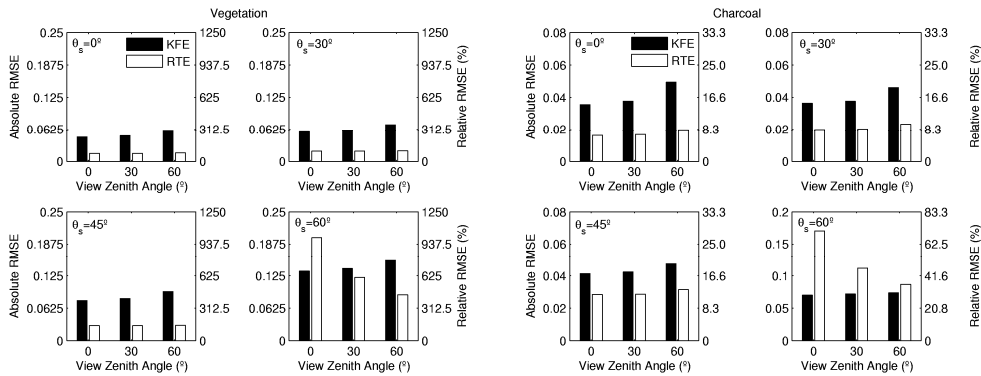 Vegetation
Charcoal
θs=0º
KFE
RTE
Absolute RMSE
0.25
0.1875
0.125
0.0625
0
1250
937.5
625
312.5
0
0 30 60
View Zenith Angle (º)
θs=30º
0.25
0.1875
0.125
0.0625
0
1250
937.5
625
312.5
0
Relative RMSE (%)
0 30 60
View Zenith Angle (º)
θs=0º
KFE
RTE
Absolute RMSE
0.08
0.06
0.04
0.02
0
33.3
25.0
16.6
8.3
0
0 30 60
View Zenith Angle (º)
θs=30º
0.08
0.06
0.04
0.02
0
33.3
25.0
16.6
8.3
0
Relative RMSE (%)
0 30 60
View Zenith Angle (º)
θs=45º
Absolute RMSE
0.25
0.1875
0.125
0.0625
0
1250
937.5
625
312.5
0
0 30 60
View Zenith Angle (º)
θs=60º
0.25
0.1875
0.125
0.0625
0
1250
937.5
625
312.5
0
Relative RMSE (%)
0 30 60
View Zenith Angle (º)
θs=45º
Absolute RMSE
0.08
0.06
0.04
0.02
0
33.3
25.0
16.6
8.3
0
0 30 60
View Zenith Angle (º)
θs=60º
0.2
0.15
0.1
0.05
0
83.3
62.5
41.6
20.8
0
Relative RMSE (%)
0 30 60
View Zenith Angle (º)